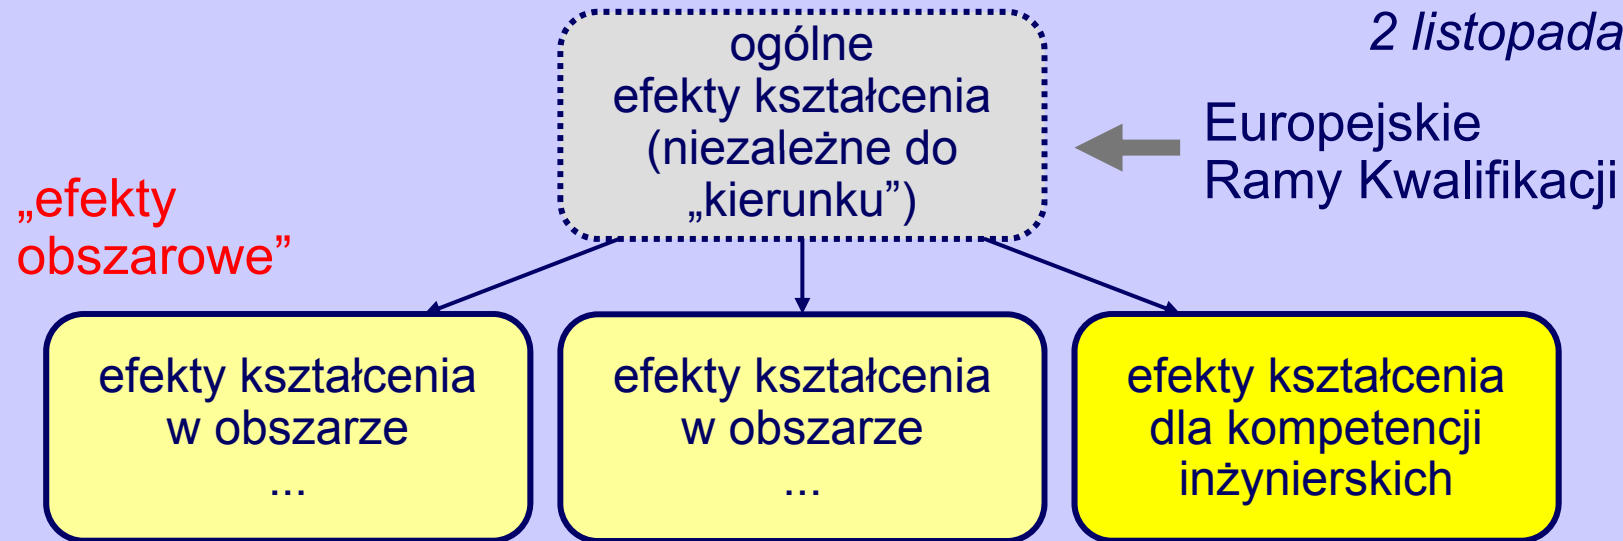 2 listopada
ogólne
efekty kształcenia
(niezależne do
„kierunku”)
Europejskie
Ramy Kwalifikacji
„efekty
obszarowe”
efekty kształcenia
w obszarze
...
efekty kształcenia
w obszarze
...
efekty kształcenia
dla kompetencji
inżynierskich